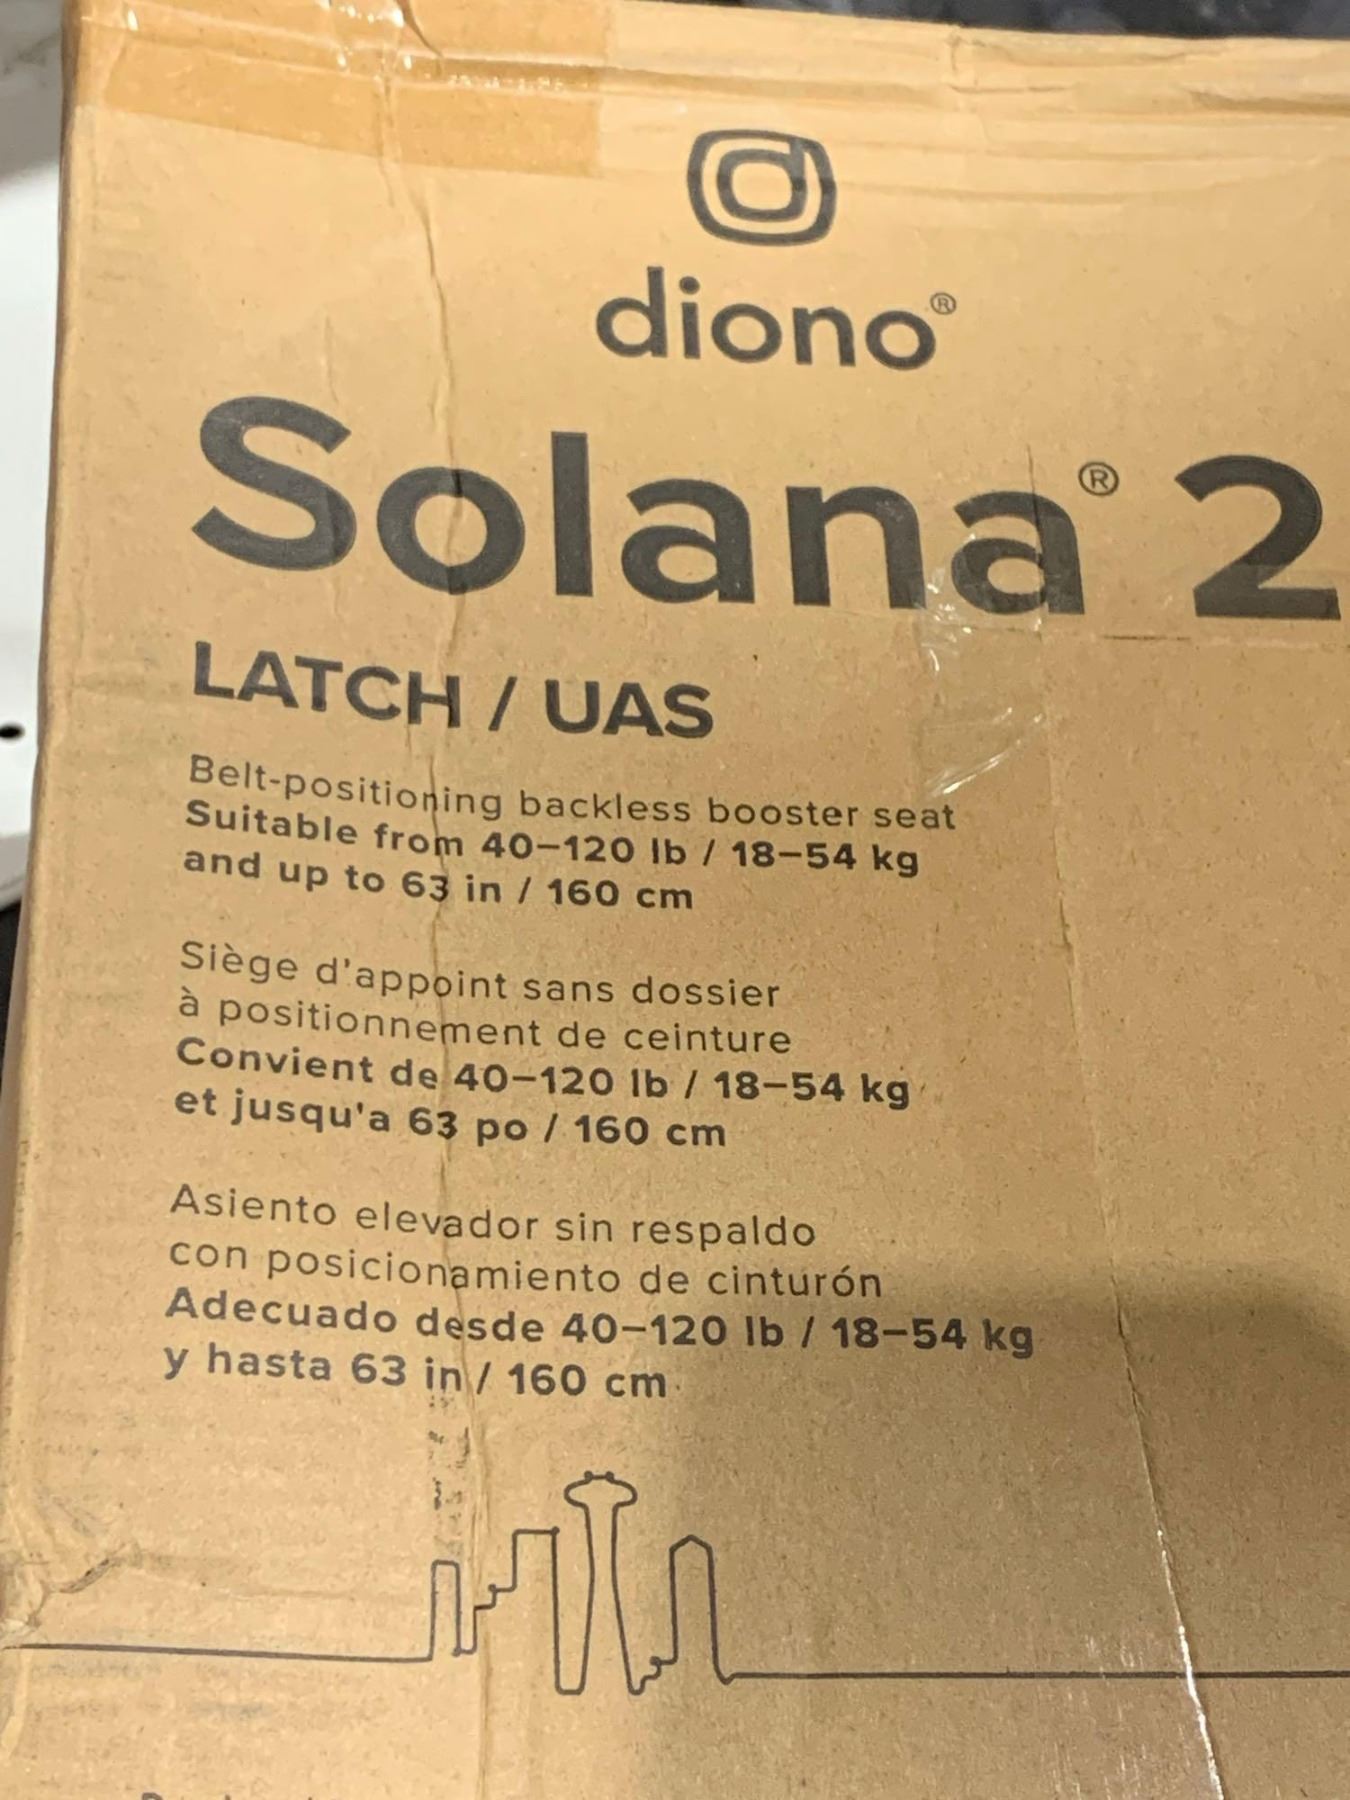 diono®
Solana® 2
LATCH / UAS
Belt-positioning backless booster seat
Suitable from 40–120 lb / 18–54 kg
and up to 63 in / 160 cm
Siège d'appoint sans dossier
à positionnement de ceinture
Convient de 40–120 lb / 18–54 kg
et jusqu'a 63 po / 160 cm
Asiento elevador sin respaldo
con posicionamiento de cinturón
Adecuado desde 40–120 lb / 18–54 kg
y hasta 63 in / 160 cm